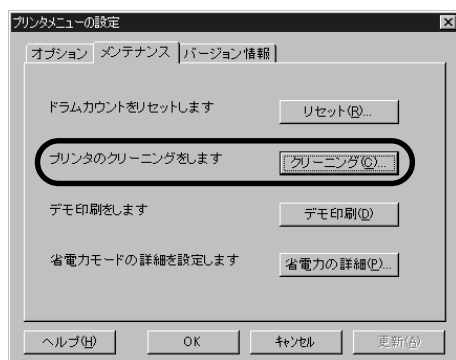 プリンタメニューの設定
オプション メンテナンス バージョン情報
ドラムカウントをリセットします リセット(R)...
プリンタのクリーニングをします クリーニング(C)...
デモ印刷をします デモ印刷(D)
省電力モードの詳細を設定します 省電力の詳細(P)...
ヘルプ(H) OK キャンセル 更新(A)